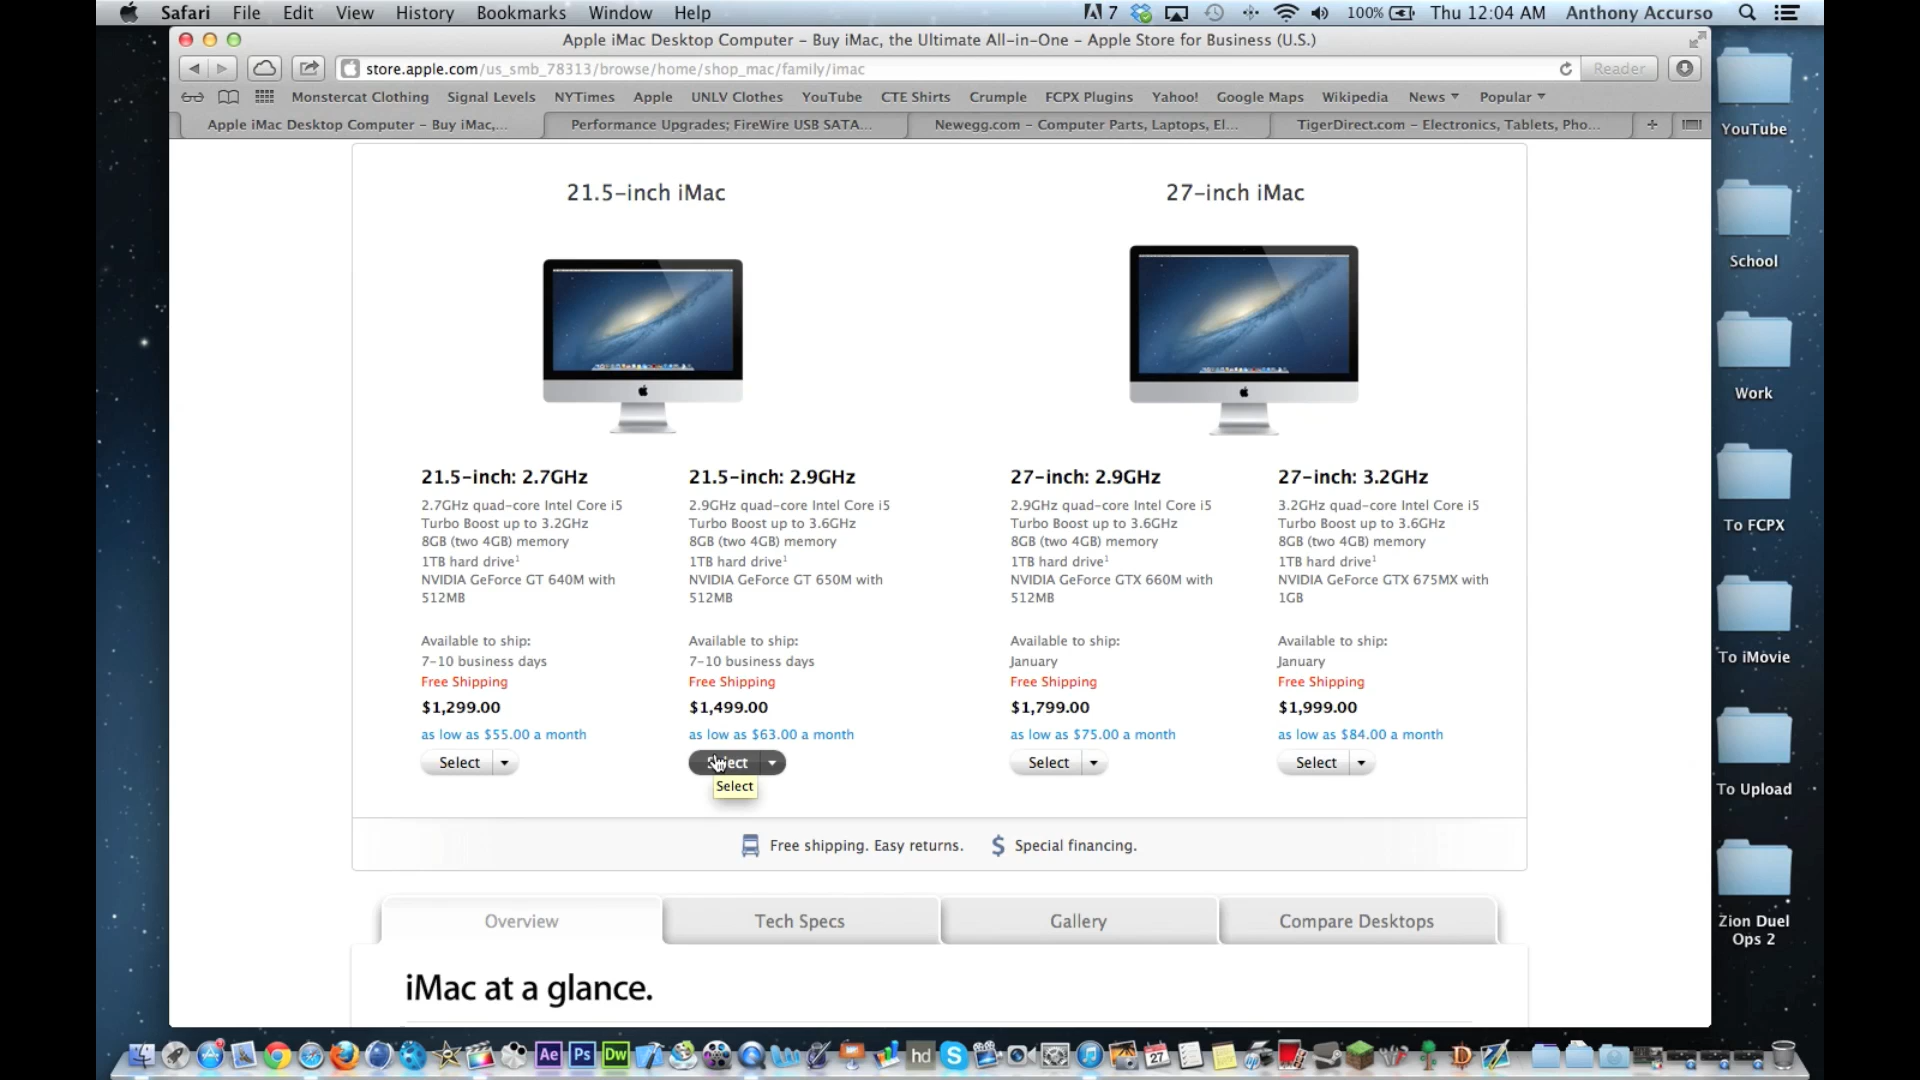 Safari File Edit View History Bookmarks Window Help
7 100% Thu 12:04 AM Anthony Accurso
Apple iMac Desktop Computer – Buy iMac, the Ultimate All-in-One – Apple Store for Business (U.S.)
store.apple.com/us_smb_78313/browse/home/shop_mac/family/imac
Reader
Monstercat Clothing Signal Levels NYTimes Apple UNLV Clothes YouTube CTE Shirts Crumple FCPX Plugins Yahoo! Google Maps Wikipedia News Popular
Apple iMac Desktop Computer – Buy iMac,... Performance Upgrades; FireWire USB SATA... Newegg.com – Computer Parts, Laptops, El... TigerDirect.com – Electronics, Tablets, Pho...
21.5-inch iMac
27-inch iMac
21.5-inch: 2.7GHz
2.7GHz quad-core Intel Core i5
Turbo Boost up to 3.2GHz
8GB (two 4GB) memory
1TB hard drive¹
NVIDIA GeForce GT 640M with
512MB
Available to ship:
7-10 business days
Free Shipping
$1,299.00
as low as $55.00 a month
Select
21.5-inch: 2.9GHz
2.9GHz quad-core Intel Core i5
Turbo Boost up to 3.6GHz
8GB (two 4GB) memory
1TB hard drive¹
NVIDIA GeForce GT 650M with
512MB
Available to ship:
7-10 business days
Free Shipping
$1,499.00
as low as $63.00 a month
Select
Select
27-inch: 2.9GHz
2.9GHz quad-core Intel Core i5
Turbo Boost up to 3.6GHz
8GB (two 4GB) memory
1TB hard drive¹
NVIDIA GeForce GTX 660M with
512MB
Available to ship:
January
Free Shipping
$1,799.00
as low as $75.00 a month
Select
27-inch: 3.2GHz
3.2GHz quad-core Intel Core i5
Turbo Boost up to 3.6GHz
8GB (two 4GB) memory
1TB hard drive¹
NVIDIA GeForce GTX 675MX with
1GB
Available to ship:
January
Free Shipping
$1,999.00
as low as $84.00 a month
Select
Free shipping. Easy returns. $ Special financing.
Overview Tech Specs Gallery Compare Desktops
iMac at a glance.
YouTube
School
Work
To FCPX
To iMovie
To Upload
Zion Duel
Ops 2
Ae Ps Dw hd 27